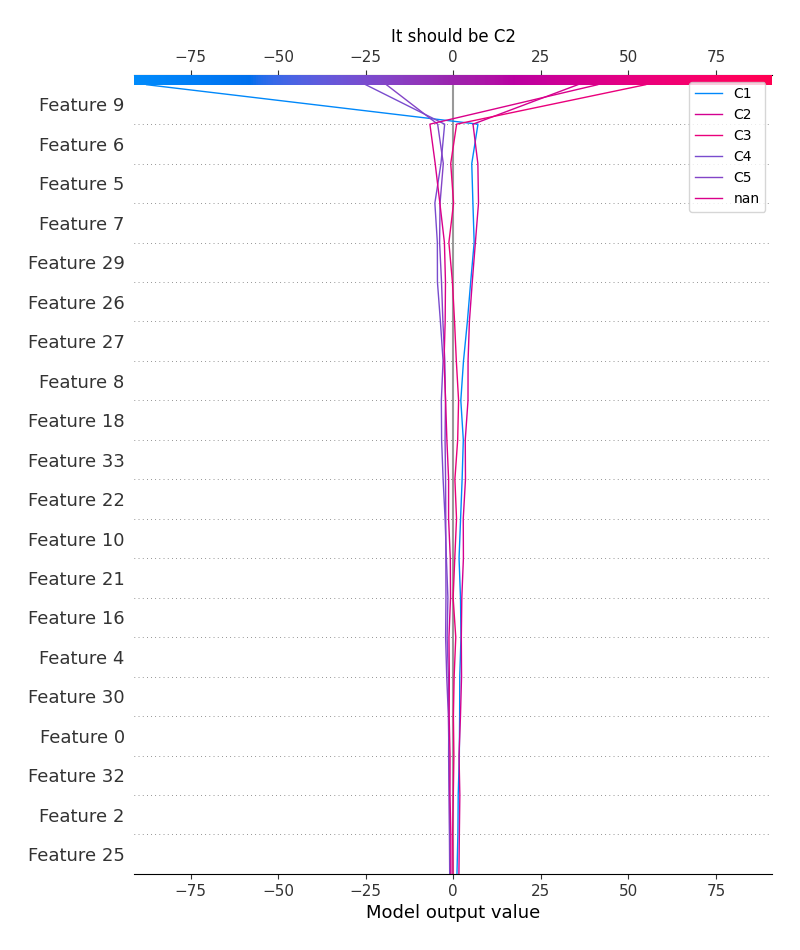 It should be C2
−75 −50 −25 0 25 50 75
C1
C2
C3
C4
C5
nan
Feature 9
Feature 6
Feature 5
Feature 7
Feature 29
Feature 26
Feature 27
Feature 8
Feature 18
Feature 33
Feature 22
Feature 10
Feature 21
Feature 16
Feature 4
Feature 30
Feature 0
Feature 32
Feature 2
Feature 25
−75 −50 −25 0 25 50 75
Model output value